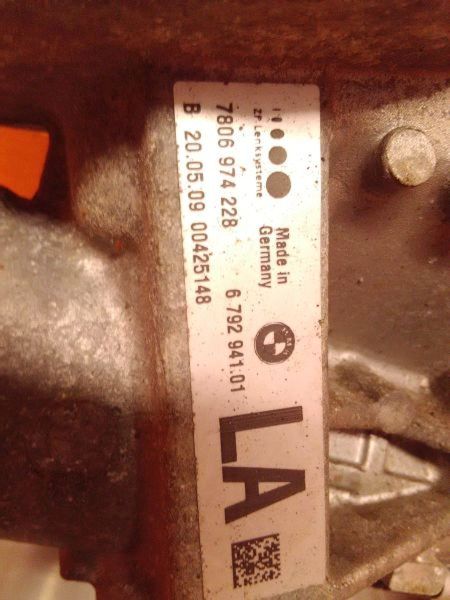 ZF Lenksysteme
Made in
Germany
7806 974 228
6 792 941.01
B 20.05.09 00425148
LA